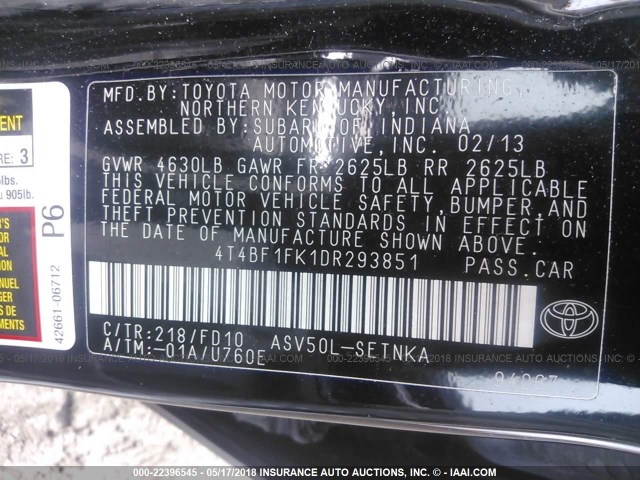 MFD.BY:TOYOTA MOTOR MANUFACTURING,
NORTHERN KENTUCKY, INC.
ASSEMBLED BY:SUBARU OF INDIANA
AUTOMOTIVE, INC. 02/13
GVWR 4630LB GAWR FR 2625LB RR 2625LB
THIS VEHICLE CONFORMS TO ALL APPLICABLE
FEDERAL MOTOR VEHICLE SAFETY,BUMPER,AND
THEFT PREVENTION STANDARDS IN EFFECT ON
THE DATE OF MANUFACTURE SHOWN ABOVE.
4T4BF1FK1DR293851 PASS.CAR
C/TR:218/FD10 ASV50L-SETNKA
A/TM:-01A/U760E
TOYOTA
RE: 3
lbs.
905lb.
P6
42661-06712
000-22396545 - 05/17/2018 INSURANCE AUTO AUCTIONS, INC. - © IAAI.COM